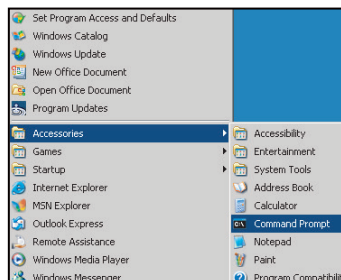 Set Program Access and Defaults
Windows Catalog
Windows Update
New Office Document
Open Office Document
Program Updates
Accessories
Games
Startup
Internet Explorer
MSN Explorer
Outlook Express
Remote Assistance
Windows Media Player
Windows Messenger
Accessibility
Entertainment
System Tools
Address Book
Calculator
Command Prompt
Notepad
Paint
Program Compatibili